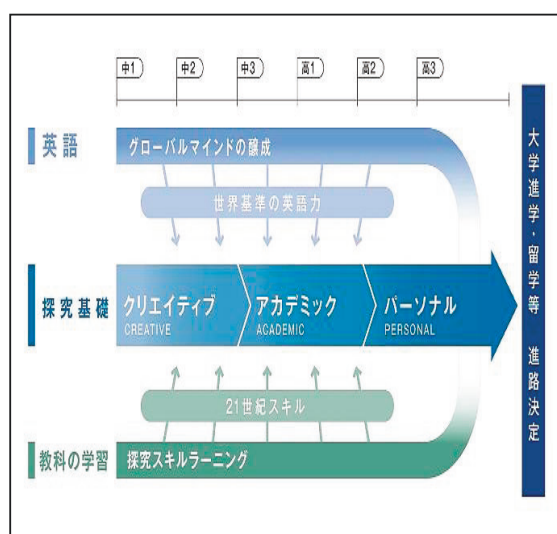 中1
中2
中3
高1
高2
高3
英語
グローバルマインドの醸成
世界基準の英語力
探究基礎
クリエイティブ
CREATIVE
アカデミック
ACADEMIC
パーソナル
PERSONAL
21世紀スキル
教科の学習
探究スキルラーニング
大学進学・留学等 進路決定